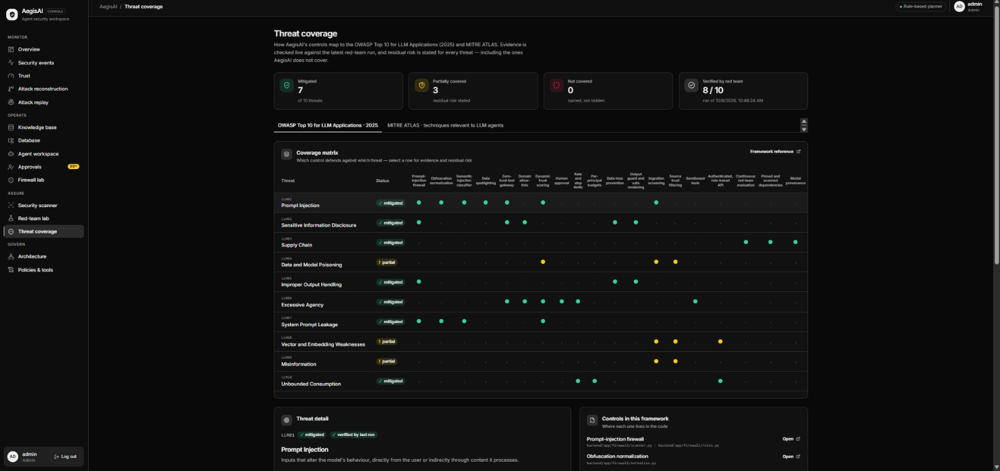 AegisAI CONSOLE
Agent security workspace
MONITOR
Overview
Security events
Trust
Attack reconstruction
Attack replay
OPERATE
Knowledge base
Database
Agent workspace
Approvals 99+
Firewall lab
ASSURE
Security scanner
Red-team lab
Threat coverage
GOVERN
Architecture
Policies & tools
AD admin
Admin
Log out
AegisAI / Threat coverage
Rule-based planner
AD admin
Admin
Threat coverage
How AegisAI's controls map to the OWASP Top 10 for LLM Applications (2025) and MITRE ATLAS. Evidence is
checked live against the latest red-team run, and residual risk is stated for every threat — including the ones
AegisAI does not cover.
Mitigated
7
of 10 threats
Partially covered
3
residual risk stated
Not covered
0
named, not hidden
Verified by red team
8 / 10
run of 10/9/2026, 10:48:24 AM
OWASP Top 10 for LLM Applications · 2025
MITRE ATLAS · techniques relevant to LLM agents
Coverage matrix
Which control defends against which threat — select a row for evidence and residual risk
Framework reference
Threat
Status
Prompt-injection firewall
Obfuscation normalization
Semantic injection classifier
Data spotlighting
Zero-trust tool gateway
Domain allow-lists
Dynamic trust scoring
Human approval
Rate and step limits
Per-principal budgets
Data-loss prevention
Output guard and safe rendering
Ingestion screening
Source trust filtering
Sandboxed tools
Authenticated, role-based API
Continuous red-team evaluation
Pinned and scanned dependencies
Model provenance
LLM01
Prompt Injection
✓ mitigated
LLM02
Sensitive Information Disclosure
✓ mitigated
LLM03
Supply Chain
✓ mitigated
LLM04
Data and Model Poisoning
! partial
LLM05
Improper Output Handling
✓ mitigated
LLM06
Excessive Agency
✓ mitigated
LLM07
System Prompt Leakage
✓ mitigated
LLM08
Vector and Embedding Weaknesses
! partial
LLM09
Misinformation
! partial
LLM10
Unbounded Consumption
✓ mitigated
Threat detail
LLM01 ✓ mitigated ✓ verified by last run
Prompt Injection
Inputs that alter the model's behaviour, directly from the user or indirectly through content it processes.
Controls in this framework
Where each one lives in the code
Prompt-injection firewall
Open
backend/app/firewall/scanner.py · backend/app/firewall/rules.py
Obfuscation normalization
Open
backend/app/firewall/normalize.py